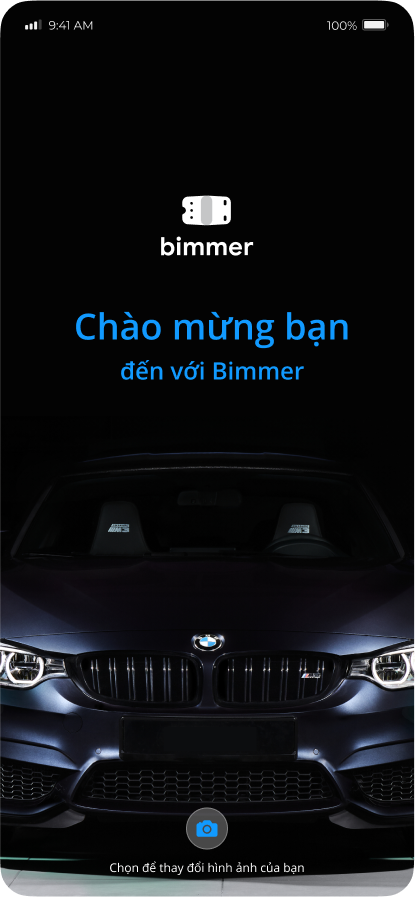 9:41 AM 100%
bimmer
Chào mừng bạn
đến với Bimmer
Chọn để thay đổi hình ảnh của bạn